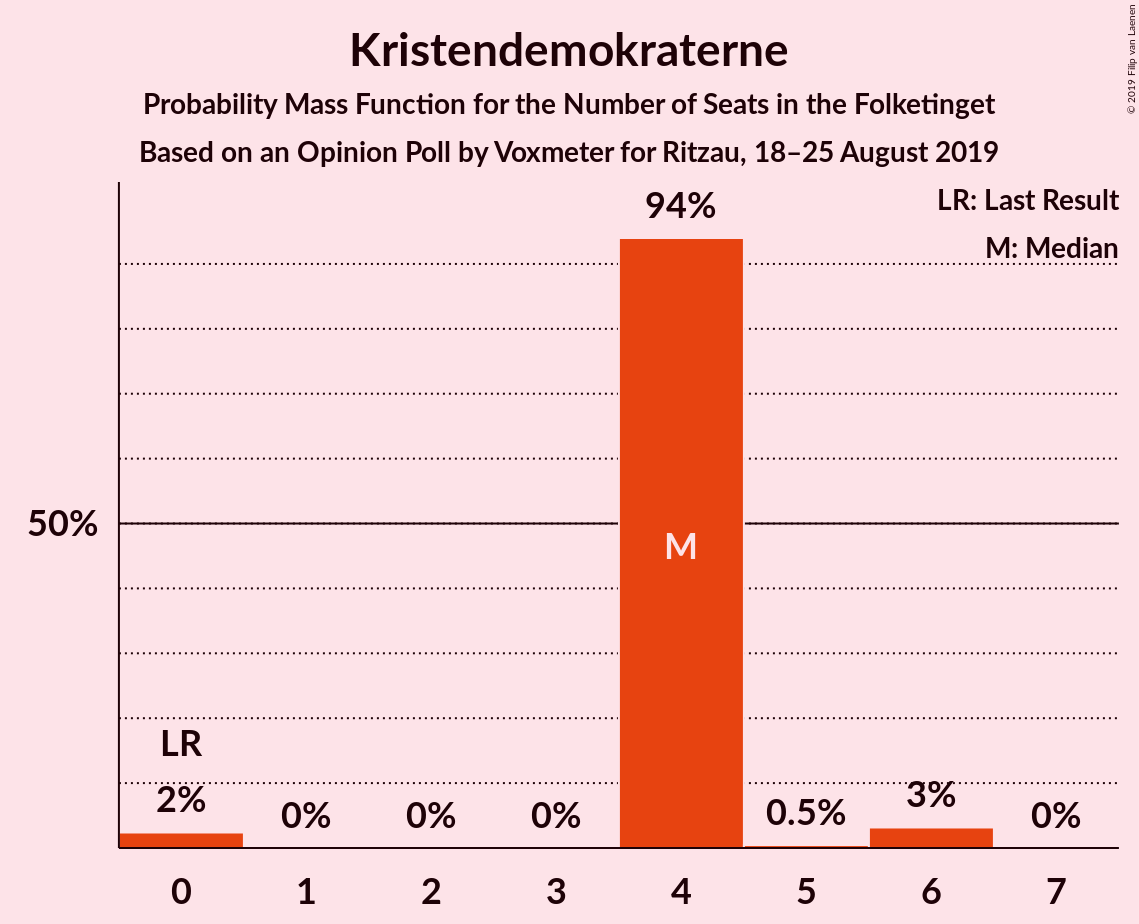 Kristendemokraterne
Probability Mass Function for the Number of Seats in the Folketinget
Based on an Opinion Poll by Voxmeter for Ritzau, 18–25 August 2019
© 2019 Filip van Laenen
LR: Last Result
M: Median
94%
50%
M
LR
2%
0%
0%
0%
0.5%
3%
0%
0 1 2 3 4 5 6 7